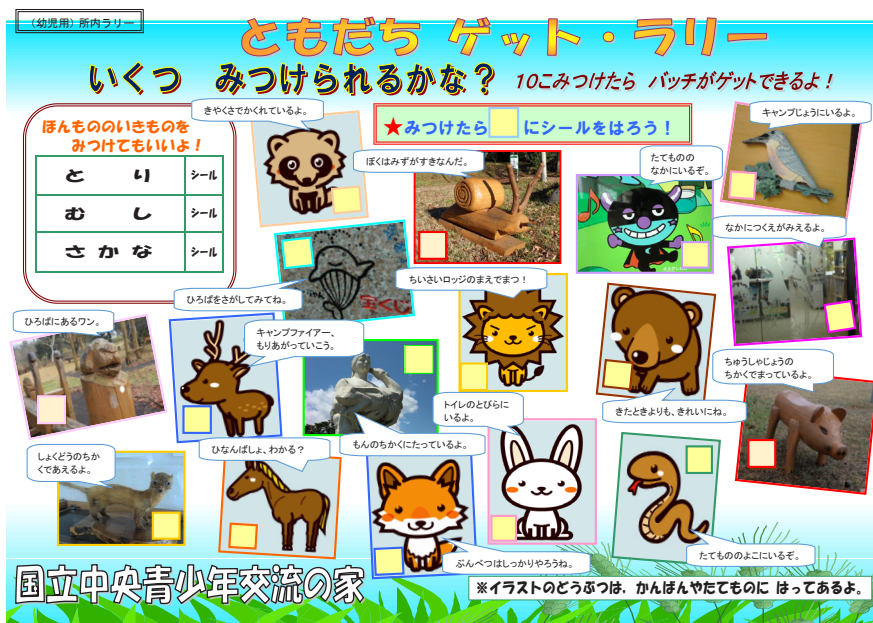 （幼児用）所内ラリー
ともだち ゲット・ラリー
いくつ みつけられるかな？ 10こみつけたら バッチがゲットできるよ！
ほんもののいきものを
みつけてもいいよ！
とり シール
むし シール
さかな シール
★みつけたら にシールをはろう！
きやくさでかくれているよ。
ぼくはみずがすきなんだ。
たてものの
なかにいるぞ。
キャンプじょうにいるよ。
なかにつくえがみえるよ。
ひろばをさがしてみてね。
宝くじ
ちいさいロッジのまえでまつ！
ひろばにあるワン。
キャンプファイアー、
もりあがっていこう。
ちゅうしゃじょうの
ちかくでまっているよ。
トイレのとびらに
いるよ。
きたときよりも、きれいにね。
もんのちかくにたっているよ。
しょくどうのちか
くであえるよ。
ひなんばしょ、わかる？
ぶんべつはしっかりやろうね。
たてもののよこにいるぞ。
国立中央青少年交流の家
※イラストのどうぶつは，かんばんやたてものに はってあるよ。